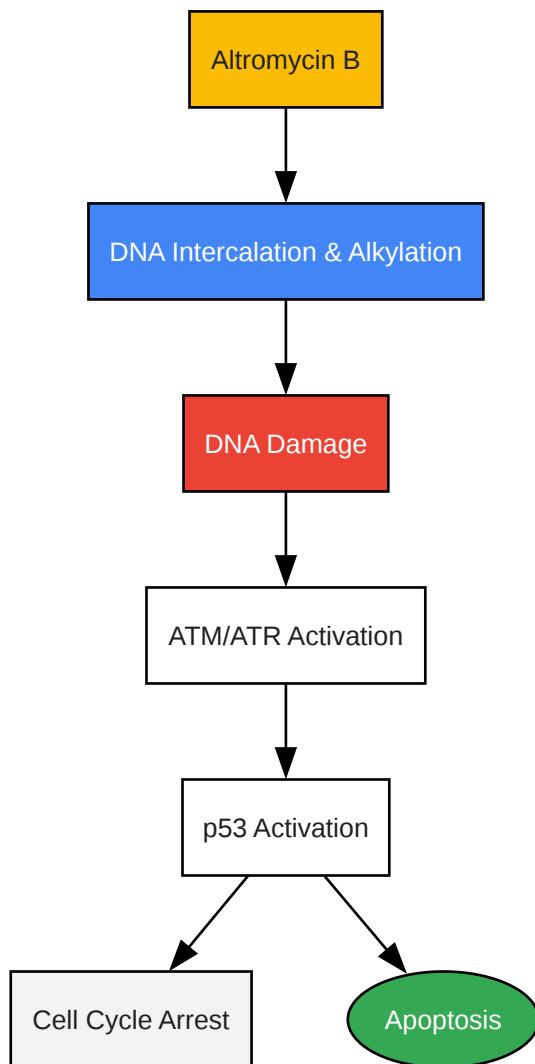 Altromycin B
DNA Intercalation & Alkylation
DNA Damage
ATM/ATR Activation
p53 Activation
Cell Cycle Arrest
Apoptosis